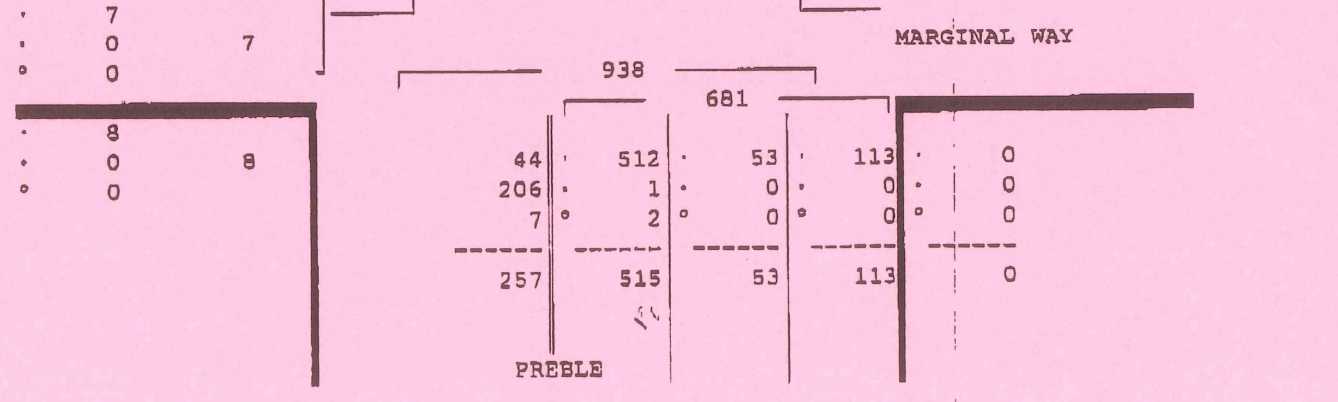 · 7
· 0 7
° 0
MARGINAL WAY
938
681
· 8
· 0 8
° 0
44 · 512 · 53 · 113 · 0
206 · 1 · 0 · 0 · 0
7 ° 2 ° 0 ° 0 ° 0
------ ------ ------ ------ ------
257 515 53 113 0
PREBLE